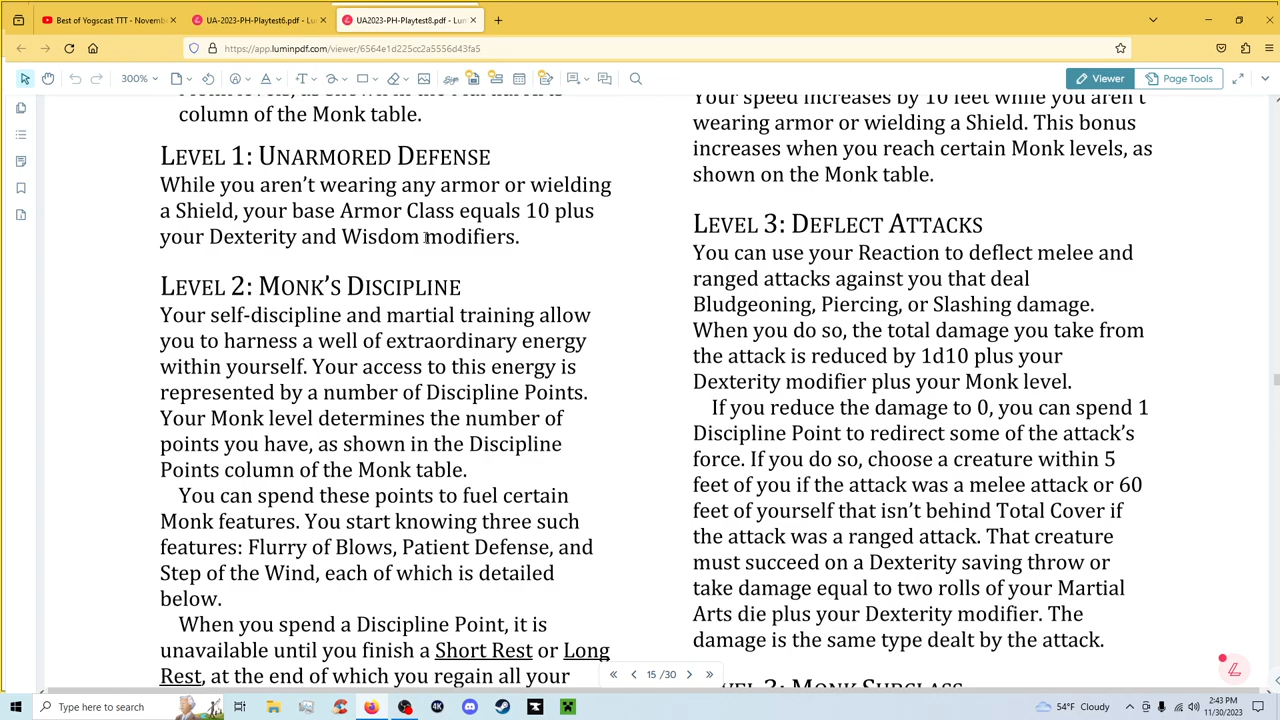 Best of Yogscast TTT - Novemb
UA-2023-PH-Playtest6.pdf - Lu
UA2023-PH-Playtest8.pdf - Lum
https://app.luminpdf.com/viewer/6564e1d225cc2a5556d43fa5
300%
Viewer
Page Tools
column of the Monk table.
LEVEL 1: UNARMORED DEFENSE
While you aren't wearing any armor or wielding
a Shield, your base Armor Class equals 10 plus
your Dexterity and Wisdom modifiers.
LEVEL 2: MONK'S DISCIPLINE
Your self-discipline and martial training allow
you to harness a well of extraordinary energy
within yourself. Your access to this energy is
represented by a number of Discipline Points.
Your Monk level determines the number of
points you have, as shown in the Discipline
Points column of the Monk table.
You can spend these points to fuel certain
Monk features. You start knowing three such
features: Flurry of Blows, Patient Defense, and
Step of the Wind, each of which is detailed
below.
When you spend a Discipline Point, it is
unavailable until you finish a Short Rest or Long
Rest, at the end of which you regain all your
Your speed increases by 10 feet while you aren't
wearing armor or wielding a Shield. This bonus
increases when you reach certain Monk levels, as
shown on the Monk table.
LEVEL 3: DEFLECT ATTACKS
You can use your Reaction to deflect melee and
ranged attacks against you that deal
Bludgeoning, Piercing, or Slashing damage.
When you do so, the total damage you take from
the attack is reduced by 1d10 plus your
Dexterity modifier plus your Monk level.
If you reduce the damage to 0, you can spend 1
Discipline Point to redirect some of the attack's
force. If you do so, choose a creature within 5
feet of you if the attack was a melee attack or 60
feet of yourself that isn't behind Total Cover if
the attack was a ranged attack. That creature
must succeed on a Dexterity saving throw or
take damage equal to two rolls of your Martial
Arts die plus your Dexterity modifier. The
damage is the same type dealt by the attack.
LEVEL 3: MONK SUBCLASS
15 /30
Type here to search
4K
54°F Cloudy
2:43 PM
11/30/2023